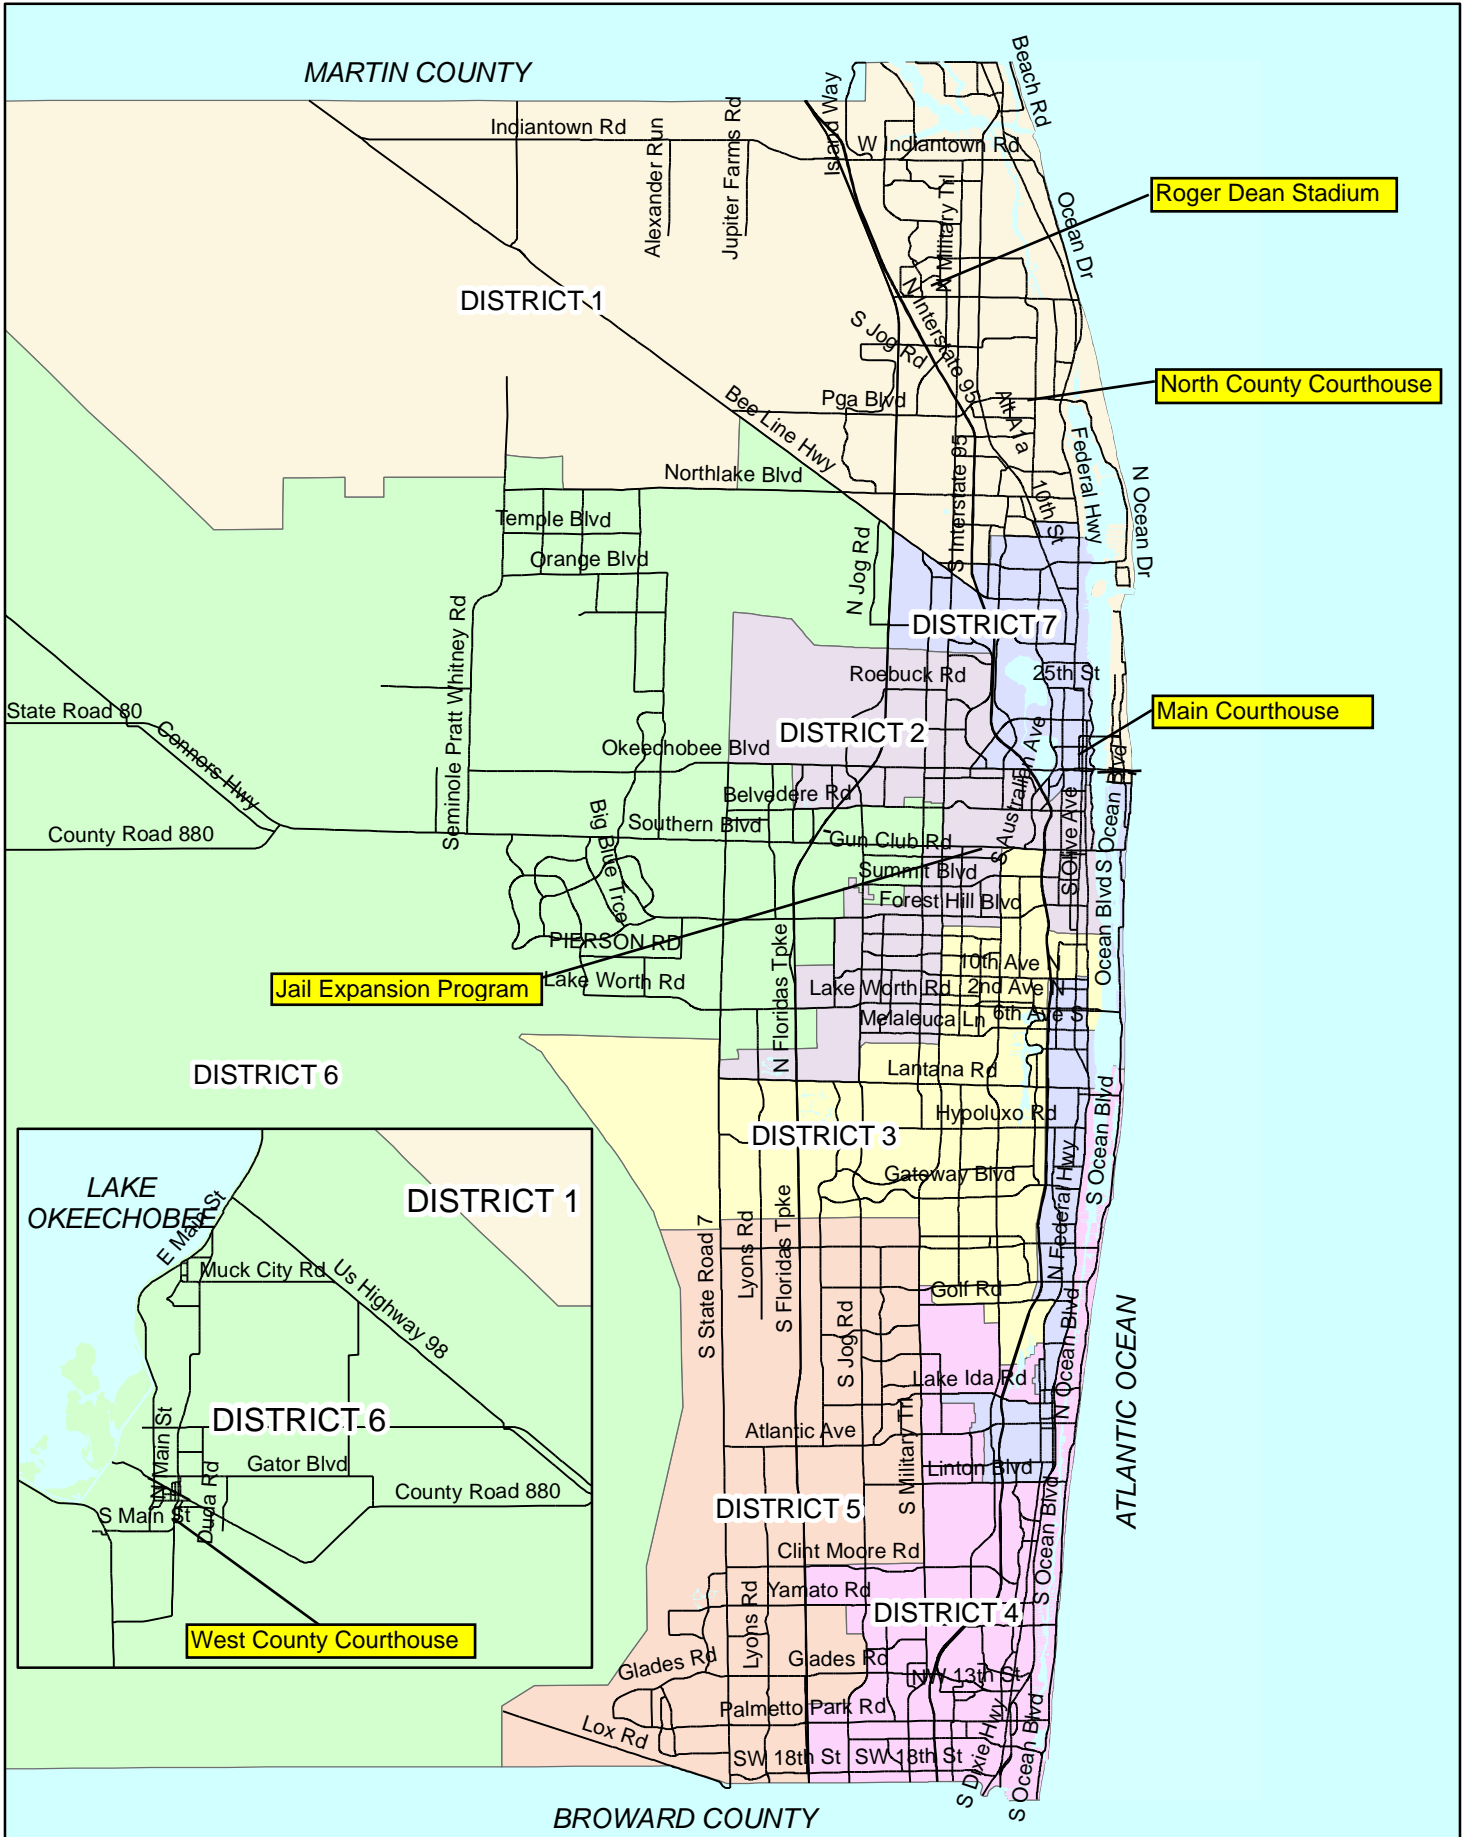 MARTIN COUNTY
Beach Rd
Island Way
Indiantown Rd
Alexander Run
Jupiter Farms Rd
W Indiantown Rd
Roger Dean Stadium
N Military Trl
Ocean Dr
DISTRICT 1
N Interstate 95
S Jog Rd
North County Courthouse
Pga Blvd
Alt A1a
Bee Line Hwy
Federal Hwy
S Interstate 95
Northlake Blvd
N Ocean Dr
10th St
Temple Blvd
Orange Blvd
N Jog Rd
Seminole Pratt Whitney Rd
DISTRICT 7
Roebuck Rd
25th St
State Road 80
Connors Hwy
Main Courthouse
DISTRICT 2
Okeechobee Blvd
S Australian Ave
S Ocean Blvd
Belvedere Rd
Big Blue Trce
Southern Blvd
County Road 880
Gun Club Rd
S Olive Ave
Summit Blvd
Forest Hill Blvd
Ocean Blvd
PIERSON RD
N Floridas Tpke
10th Ave N
Jail Expansion Program
Lake Worth Rd
Lake Worth Rd
2nd Ave N
Melaleuca Ln
6th Ave S
DISTRICT 6
Lantana Rd
S Ocean Blvd
Hypoluxo Rd
DISTRICT 3
Gateway Blvd
N Federal Hwy
LAKE
OKEECHOBEE
DISTRICT 1
E Main St
Muck City Rd
Us Highway 98
S State Road 7
Lyons Rd
S Floridas Tpke
Golf Rd
S Jog Rd
N Ocean Blvd
ATLANTIC OCEAN
Lake Ida Rd
DISTRICT 6
N Main St
Atlantic Ave
S Military Trl
Gator Blvd
Linton Blvd
County Road 880
Duda Rd
S Main St
DISTRICT 5
S Ocean Blvd
Clint Moore Rd
Yamato Rd
Lyons Rd
DISTRICT 4
West County Courthouse
Glades Rd
Glades Rd
NW 13th St
Palmetto Park Rd
Lox Rd
S Dixie Hwy
S Ocean Blvd
SW 18th St
SW 18th St
BROWARD COUNTY